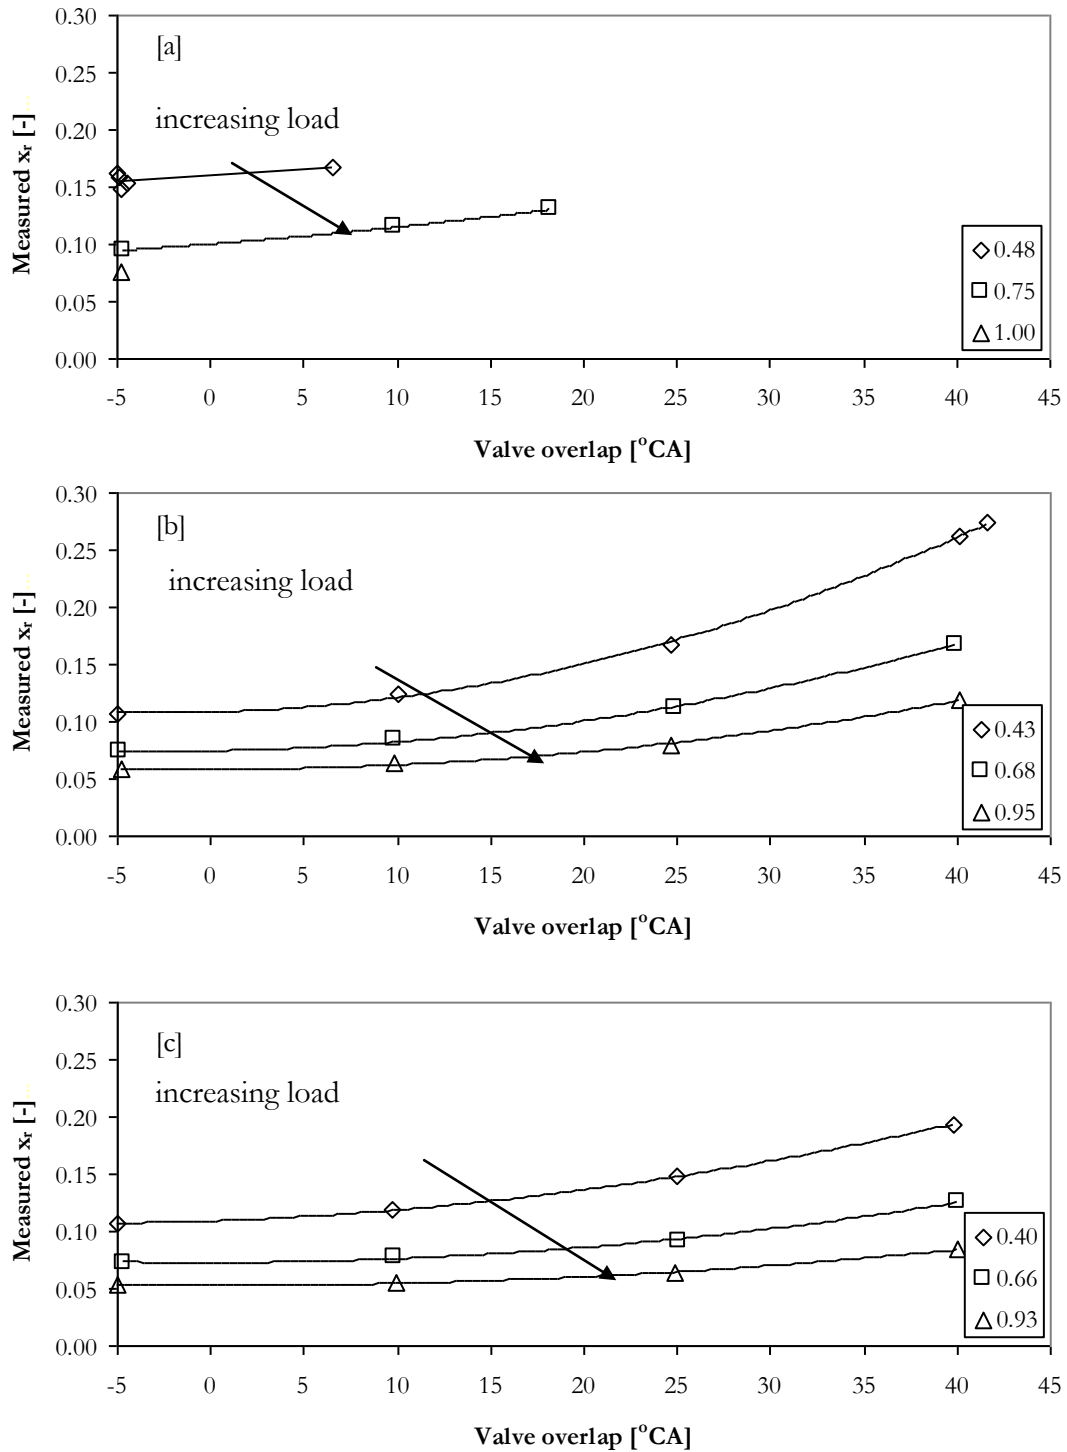 0.30
[a]
0.25
increasing load
0.20
0.15
0.10
0.05
0.00
Measured xᵣ [-]
0.48
0.75
1.00
-5 0 5 10 15 20 25 30 35 40 45
Valve overlap [°CA]
0.30
[b]
0.25
increasing load
0.20
0.15
0.10
0.05
0.00
Measured xᵣ [-]
0.43
0.68
0.95
-5 0 5 10 15 20 25 30 35 40 45
Valve overlap [°CA]
0.30
[c]
0.25
increasing load
0.20
0.15
0.10
0.05
0.00
Measured xᵣ [-]
0.40
0.66
0.93
-5 0 5 10 15 20 25 30 35 40 45
Valve overlap [°CA]